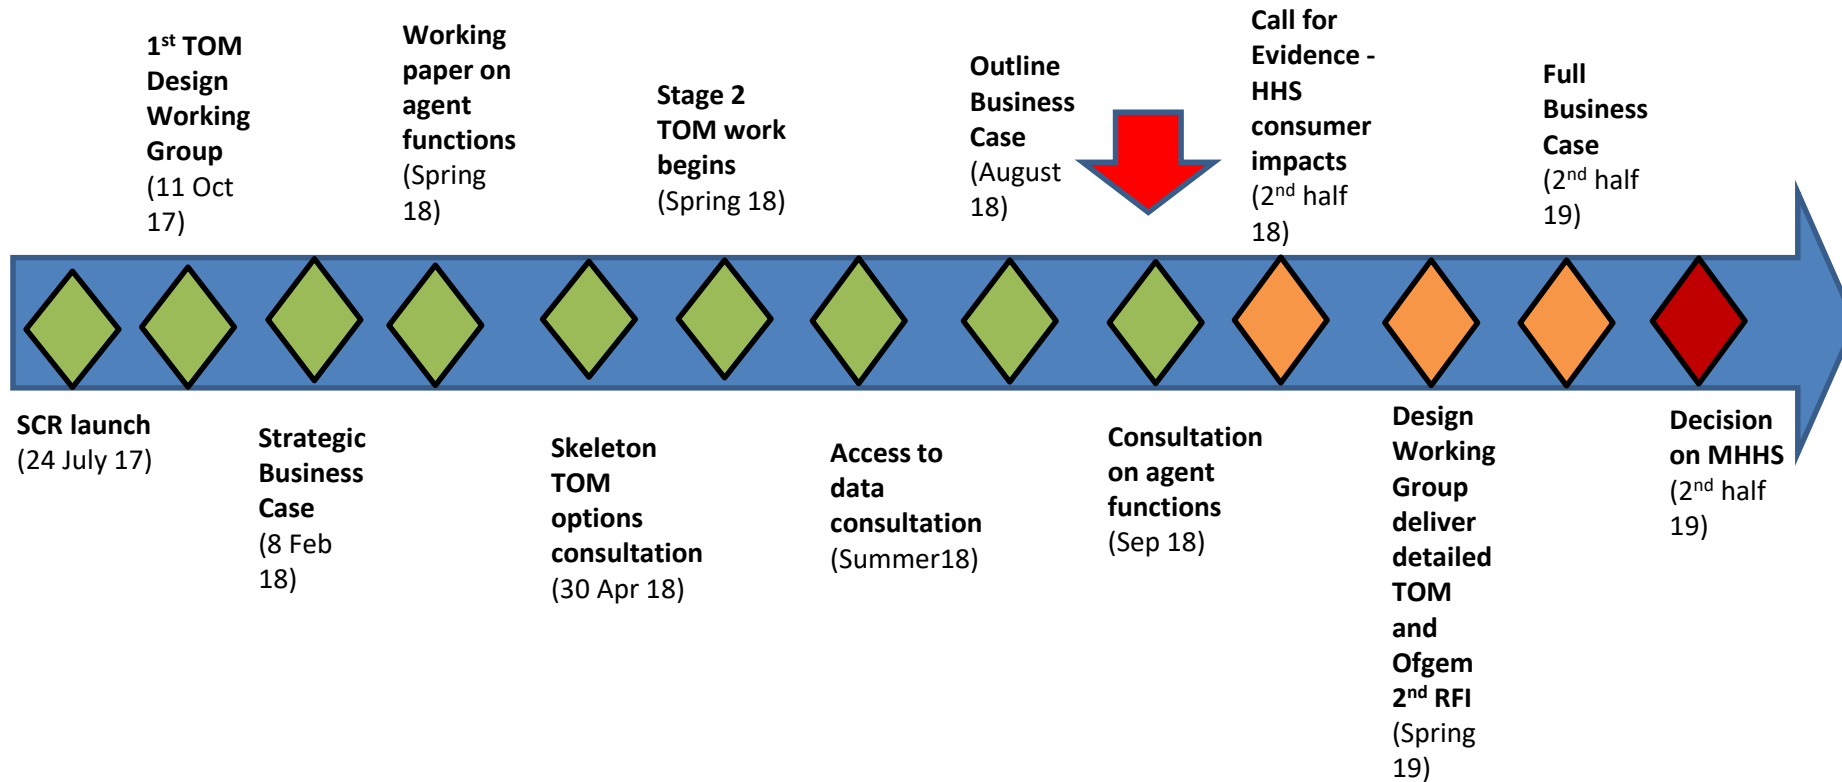 1st TOM
Design
Working
Group
(11 Oct
17)
Working
paper on
agent
functions
(Spring
18)
Stage 2
TOM work
begins
(Spring 18)
Outline
Business
Case
(August
18)
Call for
Evidence -
HHS
consumer
impacts
(2nd half
18)
Full
Business
Case
(2nd half
19)
SCR launch
(24 July 17)
Strategic
Business
Case
(8 Feb
18)
Skeleton
TOM
options
consultation
(30 Apr 18)
Access to
data
consultation
(Summer18)
Consultation
on agent
functions
(Sep 18)
Design
Working
Group
deliver
detailed
TOM
and
Ofgem
2nd RFI
(Spring
19)
Decision
on MHHS
(2nd half
19)